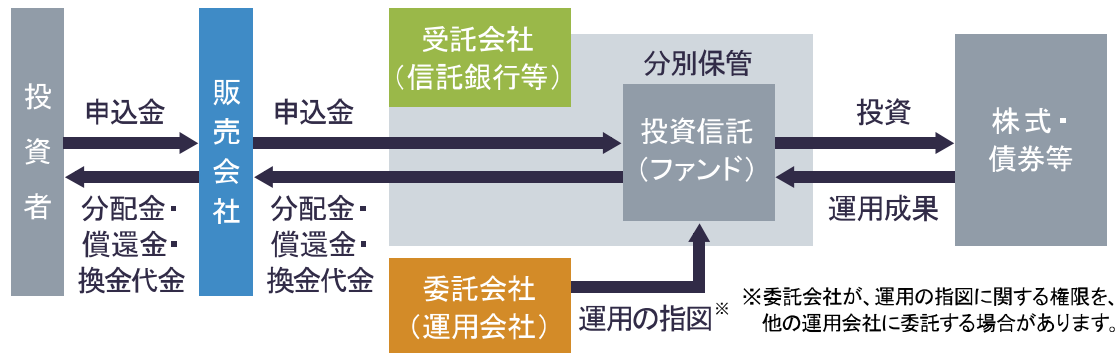 投資者
申込金
分配金・
償還金・
換金代金
販売会社
申込金
分配金・
償還金・
換金代金
受託会社
（信託銀行等）
分別保管
投資信託
（ファンド）
委託会社
（運用会社）
運用の指図※
投資
運用成果
株式・
債券等
※委託会社が、運用の指図に関する権限を、
他の運用会社に委託する場合があります。